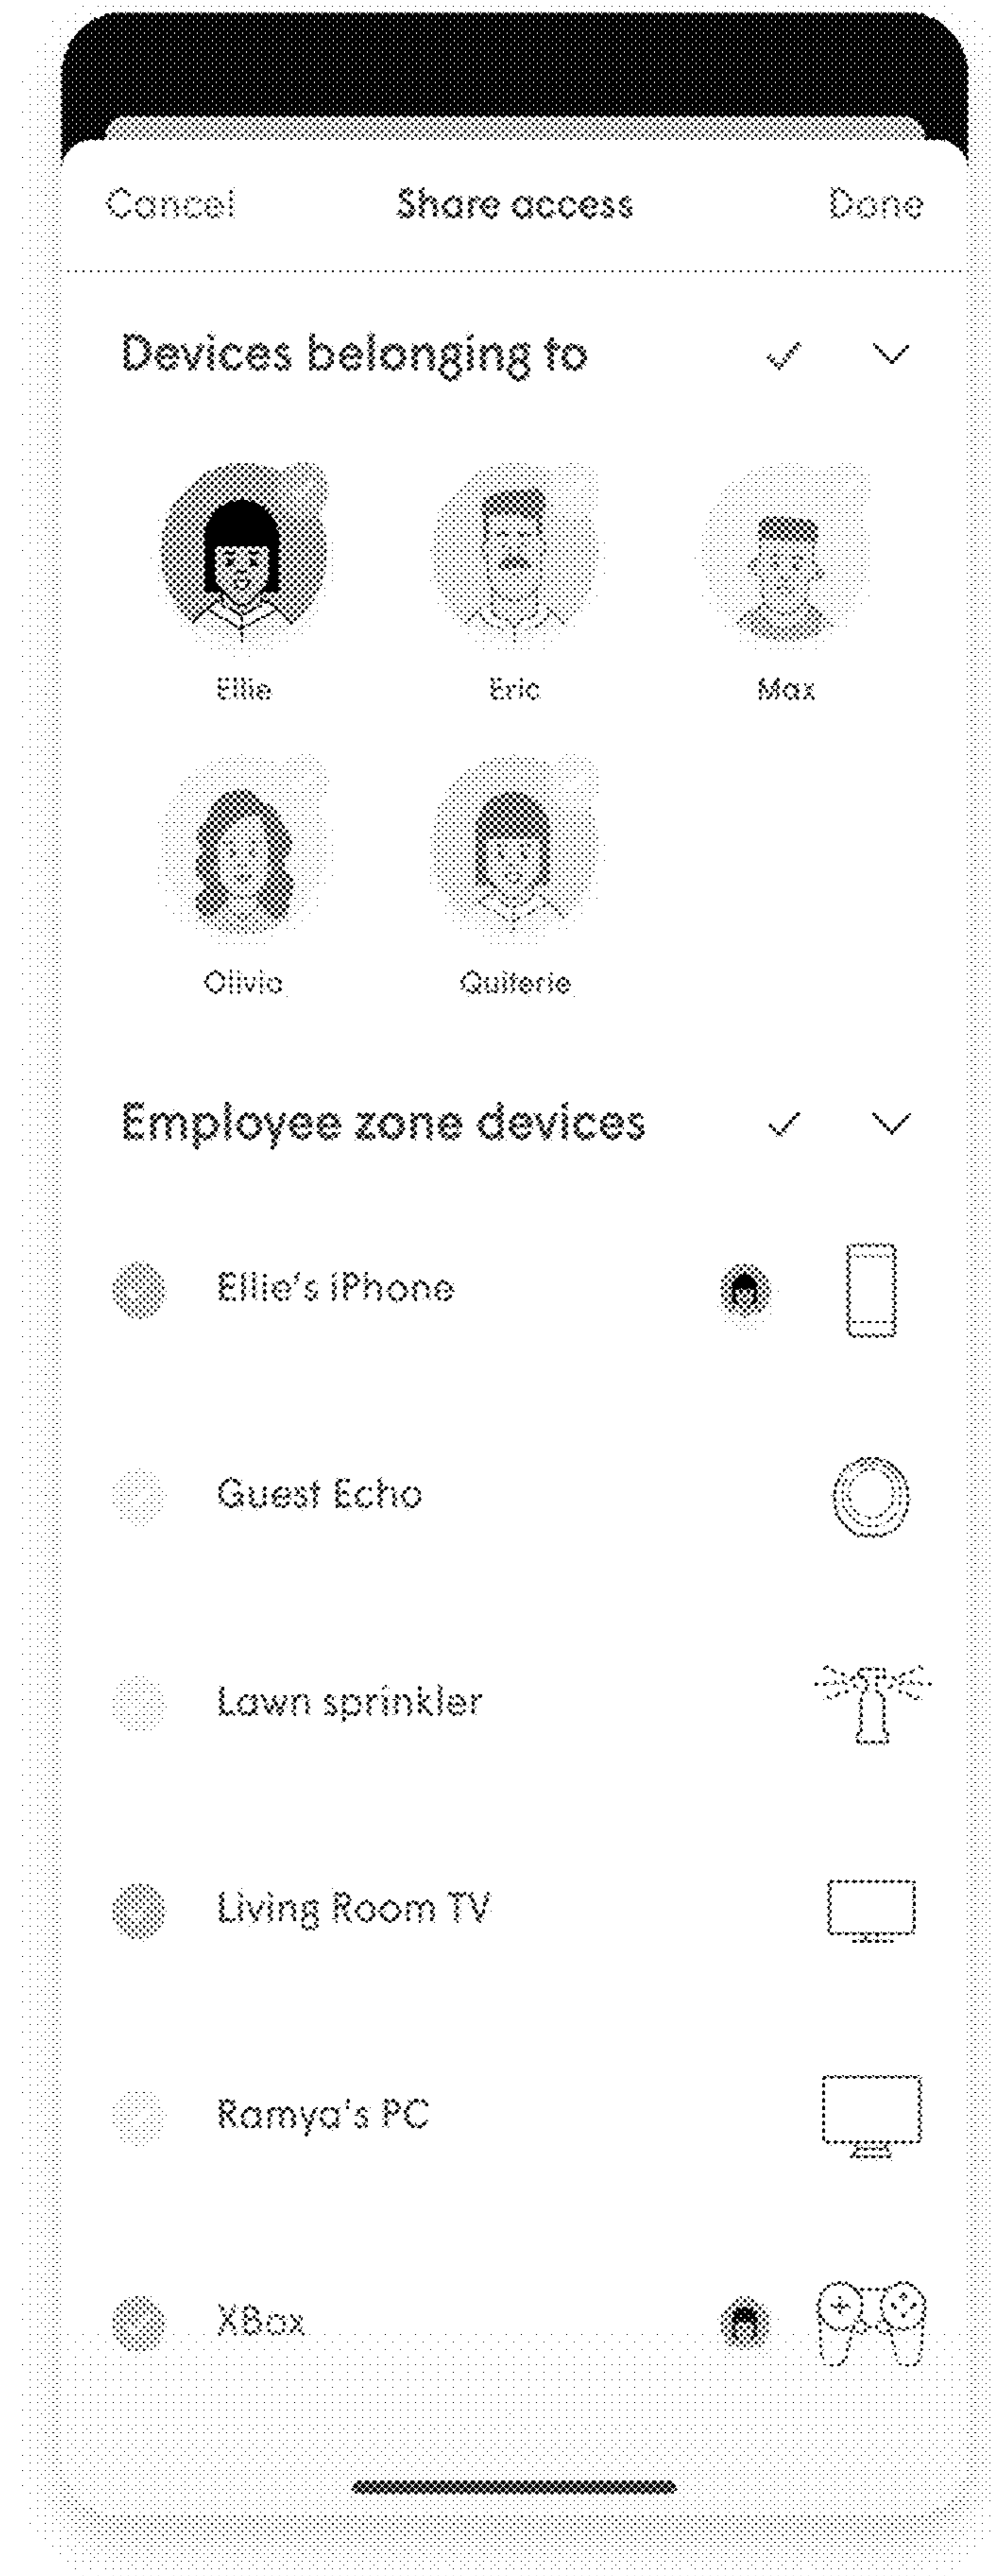 Cancel Share access Done
Devices belonging to
Ellie Eric Max
Olivia Quiterie
Employee zone devices
Ellie's iPhone
Guest Echo
Lawn sprinkler
Living Room TV
Ramya's PC
XBox